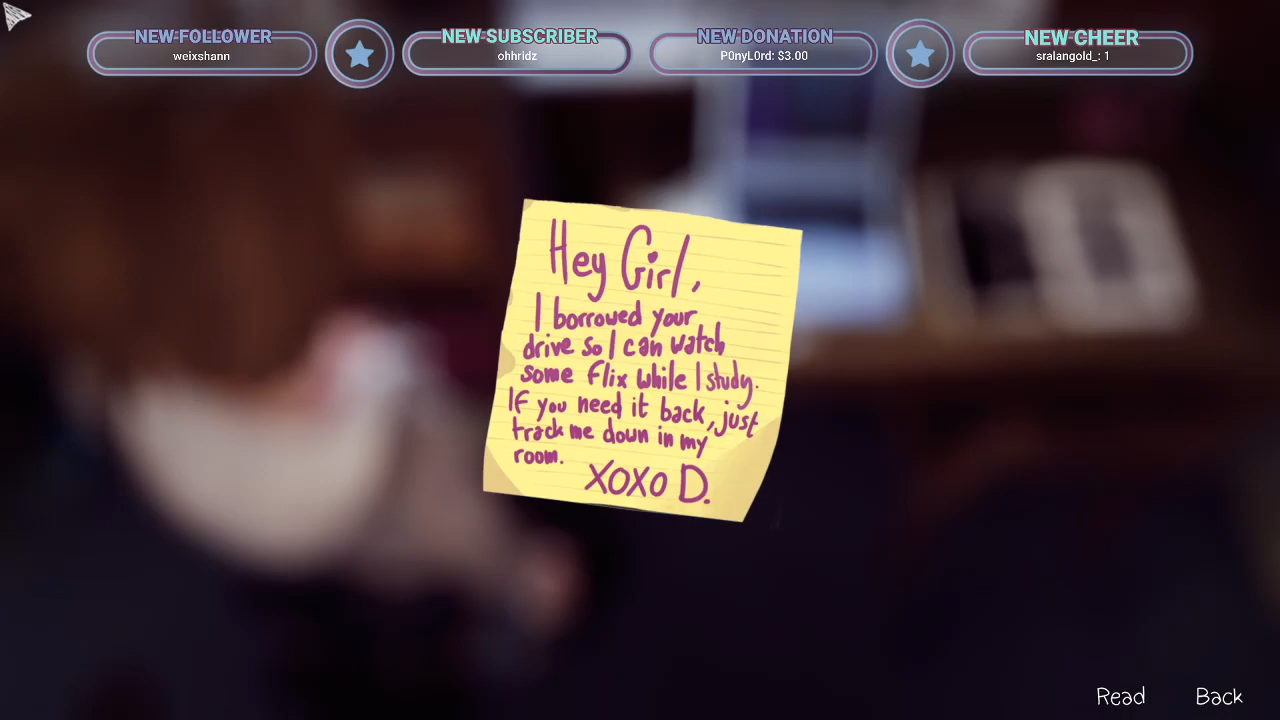 NEW FOLLOWER
weixshann
NEW SUBSCRIBER
ohhridz
NEW DONATION
P0nyL0rd: $3.00
NEW CHEER
sralangold_: 1
Hey Girl,
I borrowed your
drive so I can watch
some Flix while I study.
If you need it back, just
track me down in my
room.
XOXO D.
Read
Back